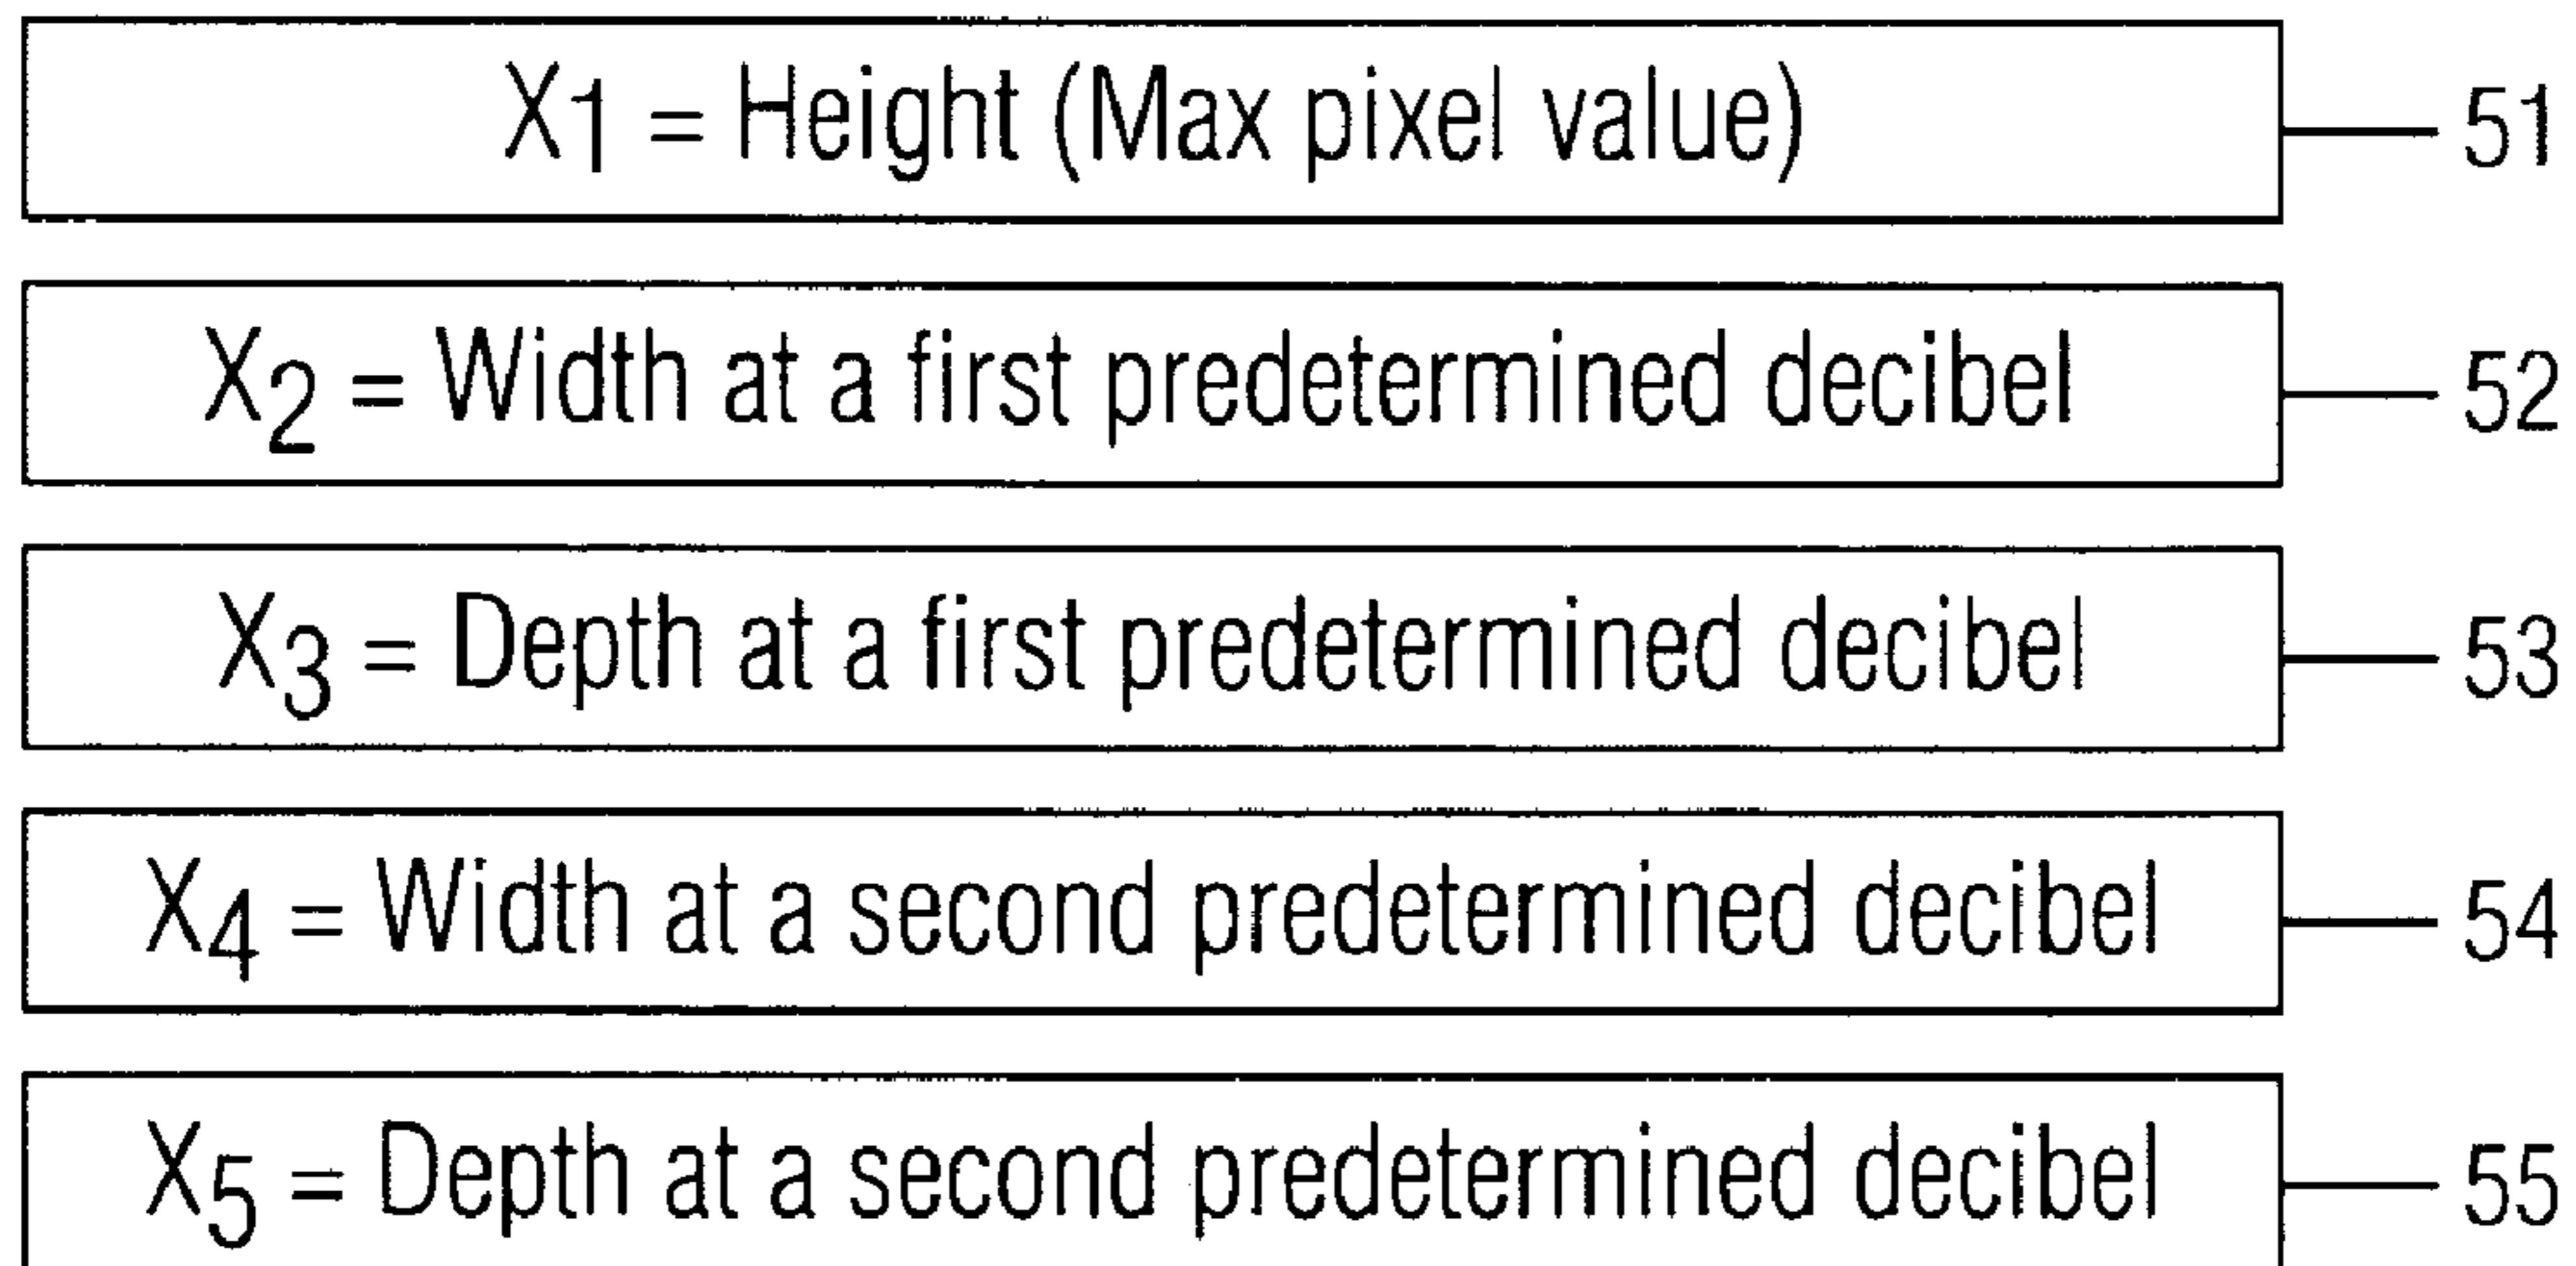 X1 = Height (Max pixel value) 51
X2 = Width at a first predetermined decibel 52
X3 = Depth at a first predetermined decibel 53
X4 = Width at a second predetermined decibel 54
X5 = Depth at a second predetermined decibel 55